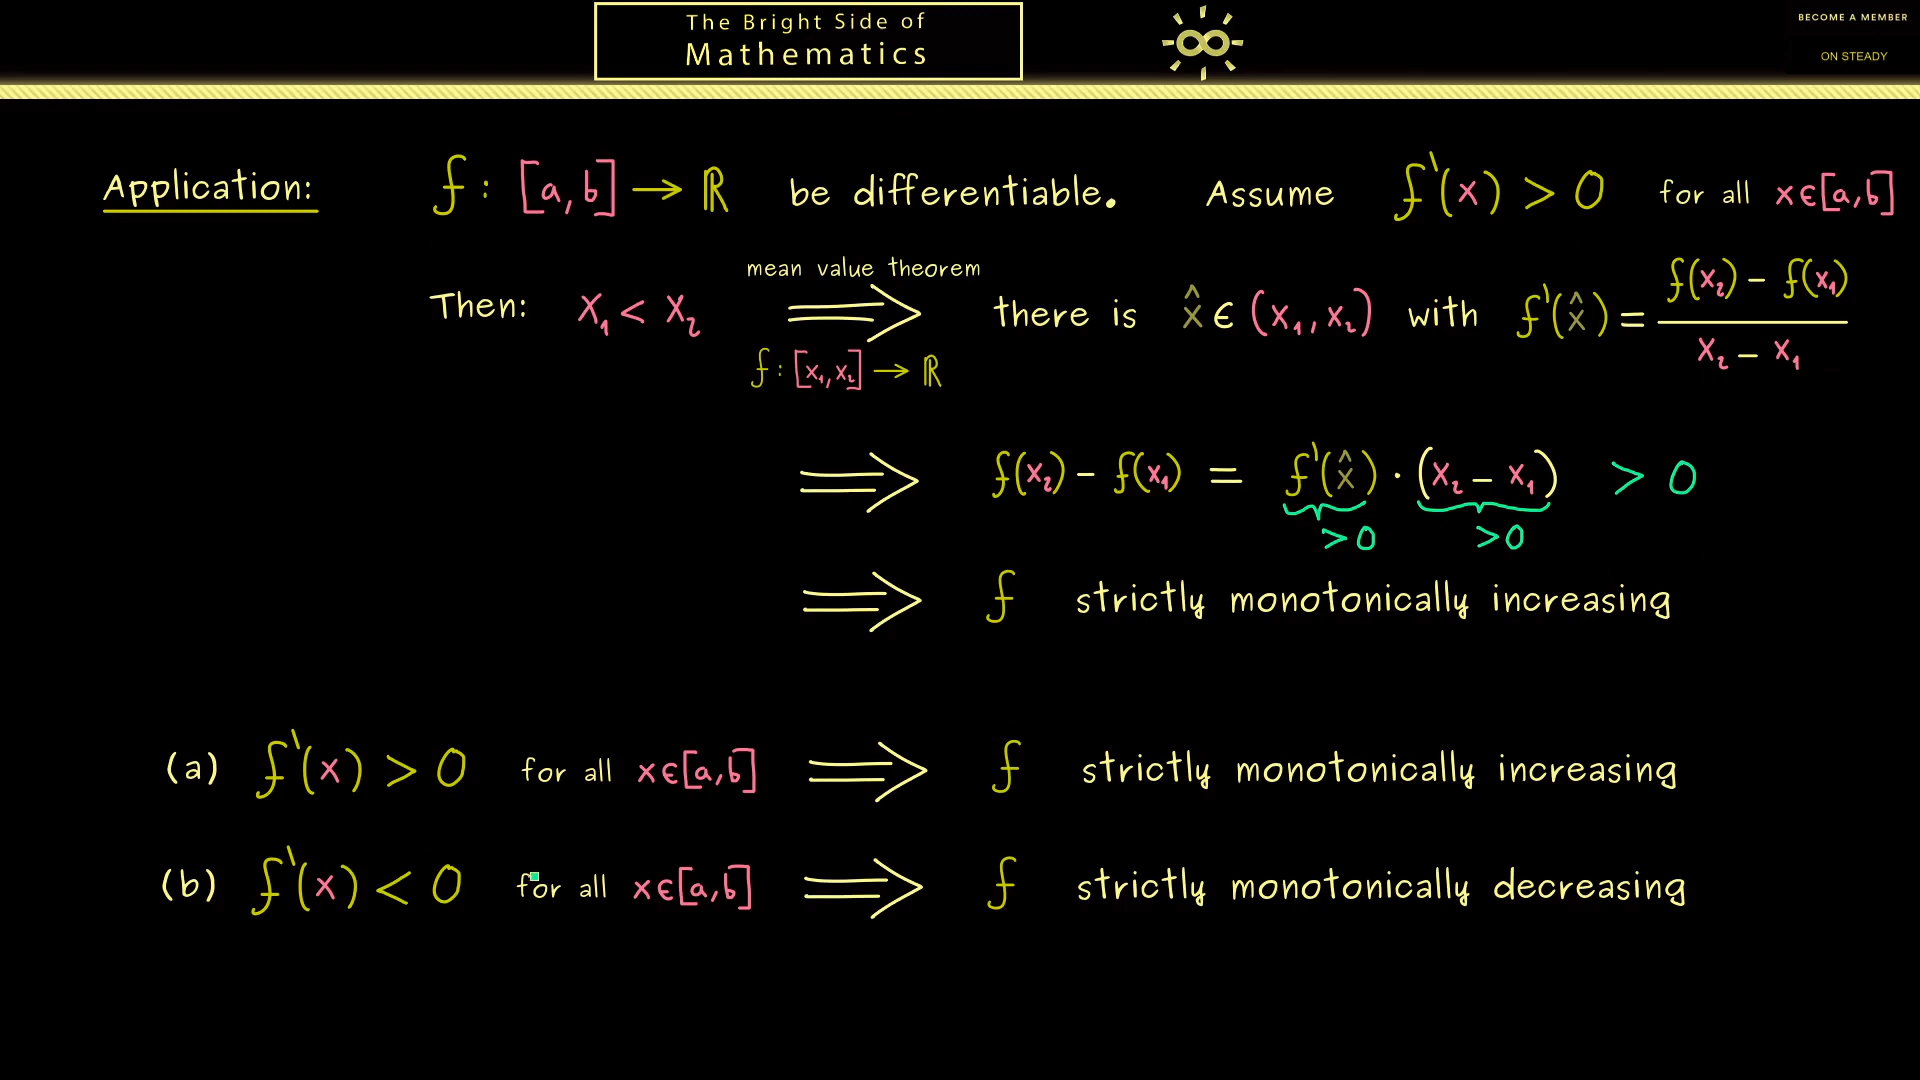 The Bright Side of
Mathematics
BECOME A MEMBER
ON STEADY
Application: f: [a,b] → ℝ be differentiable. Assume f'(x) > 0 for all x∈[a,b]
mean value theorem
Then: x₁ < x₂ ⟹ there is x̂ ∈ (x₁, x₂) with f'(x̂) = (f(x₂) − f(x₁)) / (x₂ − x₁)
f: [x₁, x₂] → ℝ
⟹ f(x₂) − f(x₁) = f'(x̂) · (x₂ − x₁) > 0
>0 >0
⟹ f strictly monotonically increasing
(a) f'(x) > 0 for all x∈[a,b] ⟹ f strictly monotonically increasing
(b) f'(x) < 0 for all x∈[a,b] ⟹ f strictly monotonically decreasing